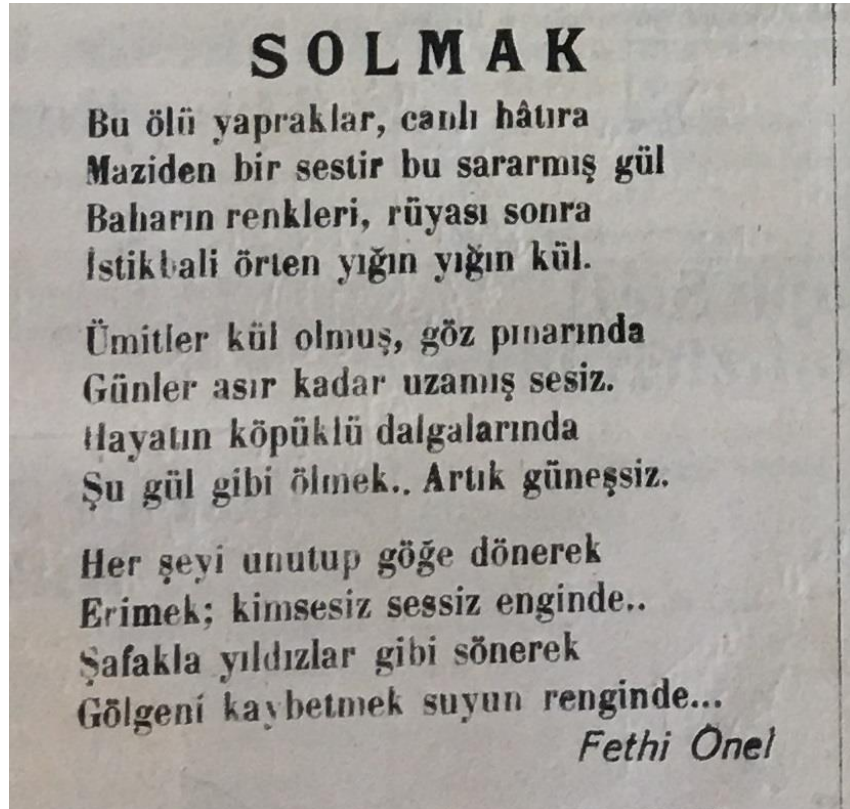 SOLMAK
Bu ölü yapraklar, canlı hâtıra
Maziden bir sestir bu sararmış gül
Baharın renkleri, rüyası sonra
İstikbali örten yığın yığın kül.
Ümitler kül olmuş, göz pınarında
Günler asır kadar uzamış sesiz.
Hayatın köpüklü dalgalarında
Şu gül gibi ölmek.. Artık güneşsiz.
Her şeyi unutup göğe dönerek
Erimek; kimsesiz sessiz enginde..
Şafakla yıldızlar gibi sönerek
Gölgeni kaybetmek suyun renginde...
Fethi Önel